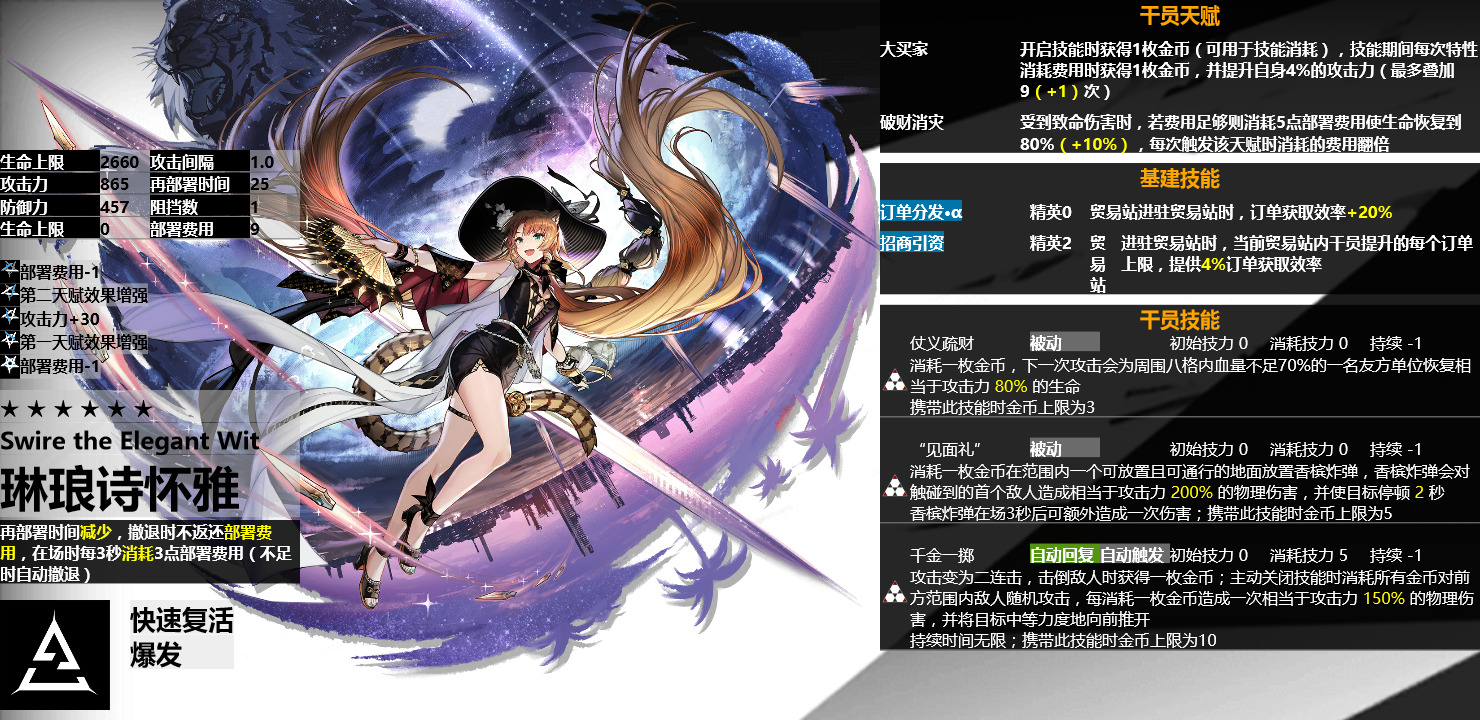 生命上限 2660 攻击间隔 1.0
攻击力 865 再部署时间 25
防御力 457 阻挡数 1
生命上限 0 部署费用 9
部署费用-1
第二天赋效果增强
攻击力+30
第一天赋效果增强
部署费用-1
★ ★ ★ ★ ★ ★
Swire the Elegant Wit
琳琅诗怀雅
再部署时间减少，撤退时不返还部署费
用，在场时每3秒消耗3点部署费用（不足
时自动撤退）
快速复活
爆发
干员天赋
大买家 开启技能时获得1枚金币（可用于技能消耗），技能期间每次特性
消耗费用时获得1枚金币，并提升自身4%的攻击力（最多叠加
9（+1）次）
破财消灾 受到致命伤害时，若费用足够则消耗5点部署费用使生命恢复到
80%（+10%），每次触发该天赋时消耗的费用翻倍
基建技能
订单分发·α 精英0 贸易站进驻贸易站时，订单获取效率+20%
招商引资 精英2 贸 进驻贸易站时，当前贸易站内干员提升的每个订单
易 上限，提供4%订单获取效率
站
干员技能
仗义疏财 被动 初始技力 0 消耗技力 0 持续 -1
消耗一枚金币，下一次攻击会为周围八格内血量不足70%的一名友方单位恢复相
当于攻击力 80% 的生命
携带此技能时金币上限为3
“见面礼” 被动 初始技力 0 消耗技力 0 持续 -1
消耗一枚金币在范围内一个可放置且可通行的地面放置香槟炸弹，香槟炸弹会对
触碰到的首个敌人造成相当于攻击力 200% 的物理伤害，并使目标停顿 2 秒
香槟炸弹在场3秒后可额外造成一次伤害；携带此技能时金币上限为5
千金一掷 自动回复 自动触发 初始技力 0 消耗技力 5 持续 -1
攻击变为二连击，击倒敌人时获得一枚金币；主动关闭技能时消耗所有金币对前
方范围内敌人随机攻击，每消耗一枚金币造成一次相当于攻击力 150% 的物理伤
害，并将目标中等力度地向前推开
持续时间无限；携带此技能时金币上限为10